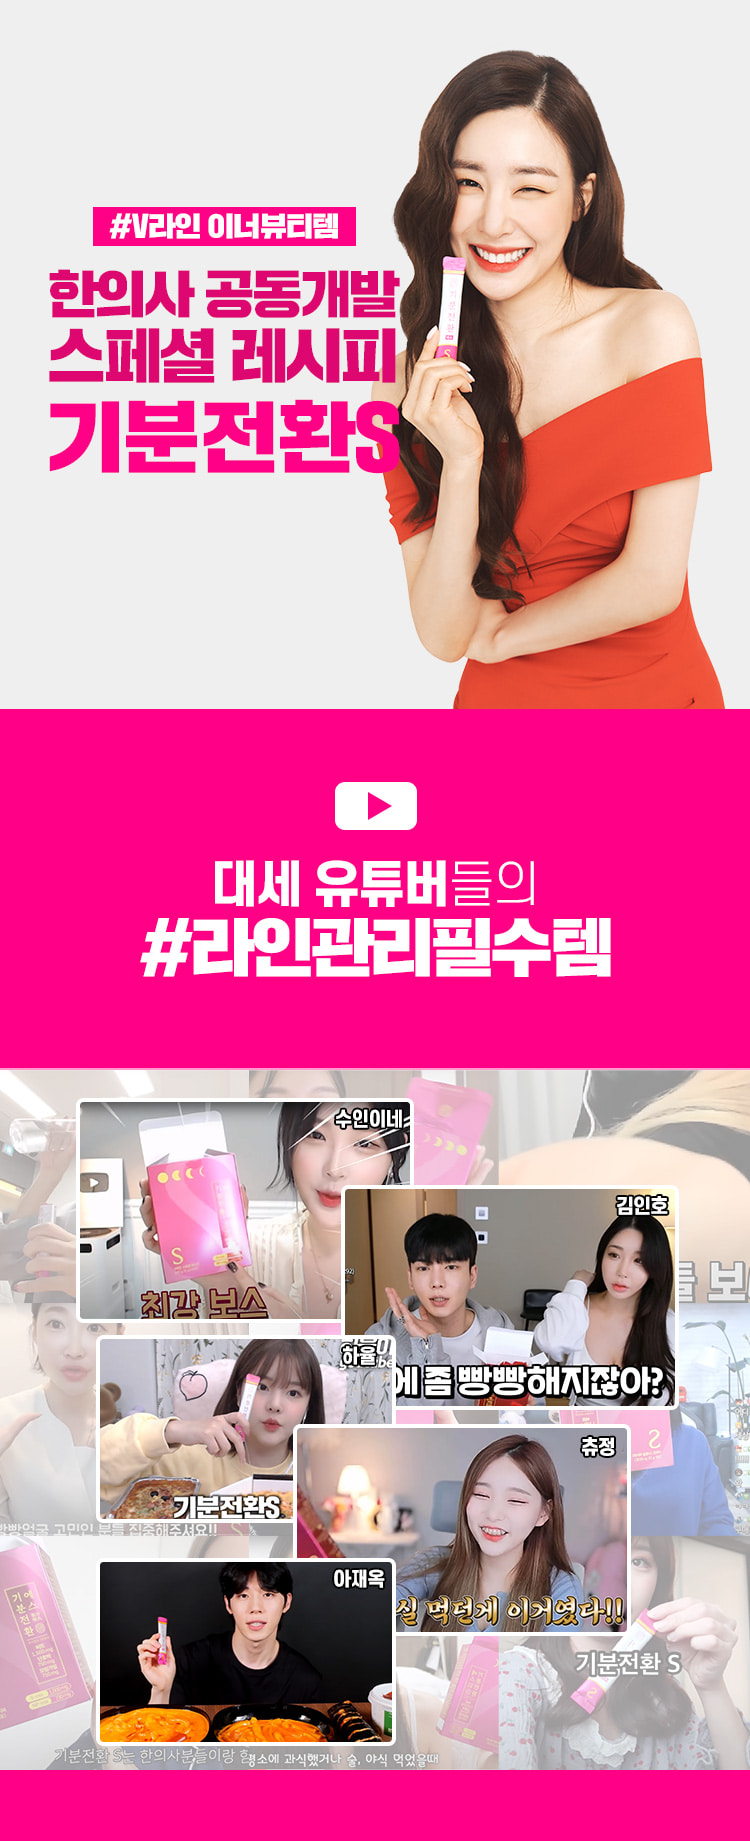 #V라인 이너뷰티템
한의사 공동개발
스페셜 레시피
기분전환S
기분전환
S
대세 유튜버들의
#라인관리필수템
수인이네
S
최강 보스
김인호
에 좀 빵빵해지잖아?
하율
기분전환S
츄정
실 먹던게 이거였다!!
빵빵얼굴 고민인 분들 집중해주세요!!
S
아재옥
기분전환 S
기분전환 S는 한의사분들이랑 함
평소에 과식했거나 술, 야식 먹었을때